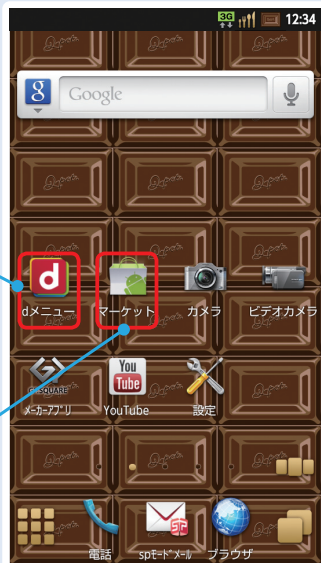 3G 12:34
8 Google
d
dメニュー マーケット カメラ ビデオカメラ
G SQUARE You Tube
メーカーアプリ YouTube 設定
電話 spモードメール ブラウザ